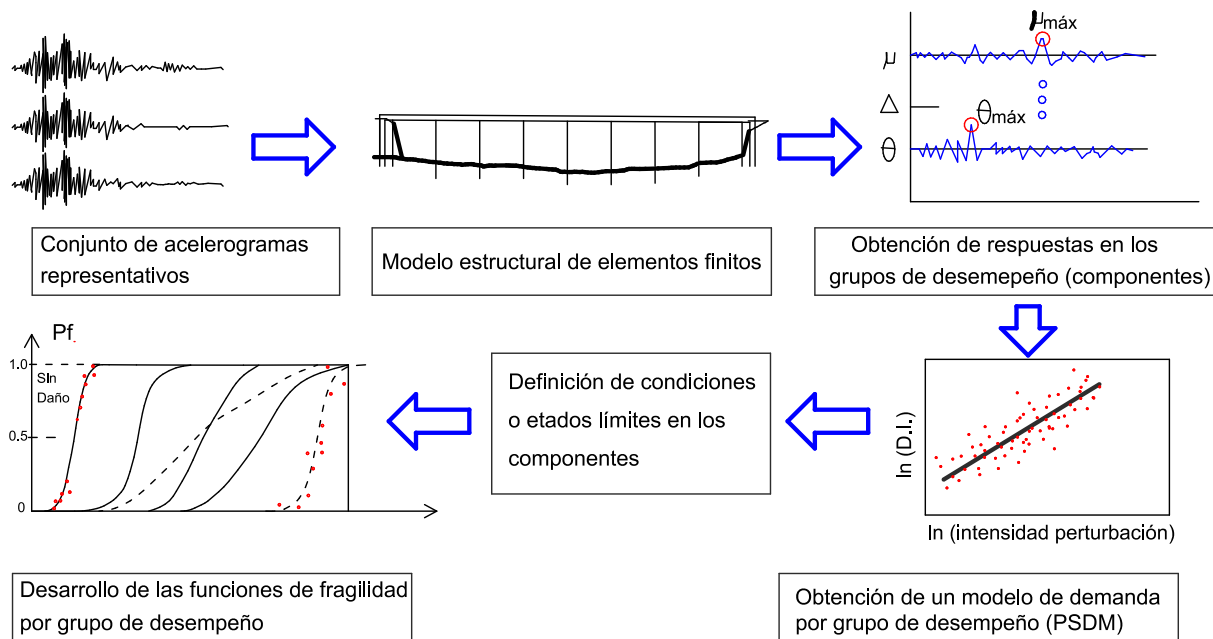 μmáx
μ
Δ
θmáx
θ
Conjunto de acelerogramas
representativos
Modelo estructural de elementos finitos
Obtención de respuestas en los
grupos de desemepeño (componentes)
Pf
1.0
SIn
Daño
0.5
0
Definición de condiciones
o etados límites en los
componentes
ln (D.I.)
ln (intensidad perturbación)
Desarrollo de las funciones de fragilidad
por grupo de desempeño
Obtención de un modelo de demanda
por grupo de desempeño (PSDM)